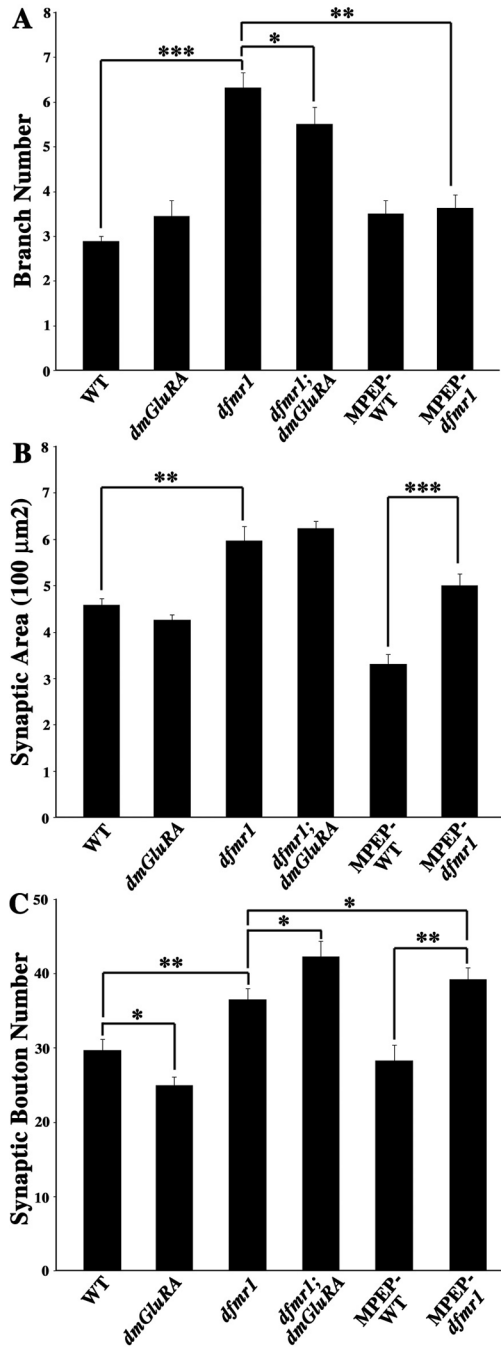 A
Branch Number
8
7
6
5
4
3
2
1
0
***
*
**
WT
dmGluRA
dfmr1
dfmr1;
dmGluRA
MPEP-
WT
MPEP-
dfmr1
B
Synaptic Area (100 μm2)
8
7
6
5
4
3
2
1
0
**
***
WT
dmGluRA
dfmr1
dfmr1;
dmGluRA
MPEP-
WT
MPEP-
dfmr1
C
Synaptic Bouton Number
50
40
30
20
10
0
*
**
*
*
**
WT
dmGluRA
dfmr1
dfmr1;
dmGluRA
MPEP-
WT
MPEP-
dfmr1